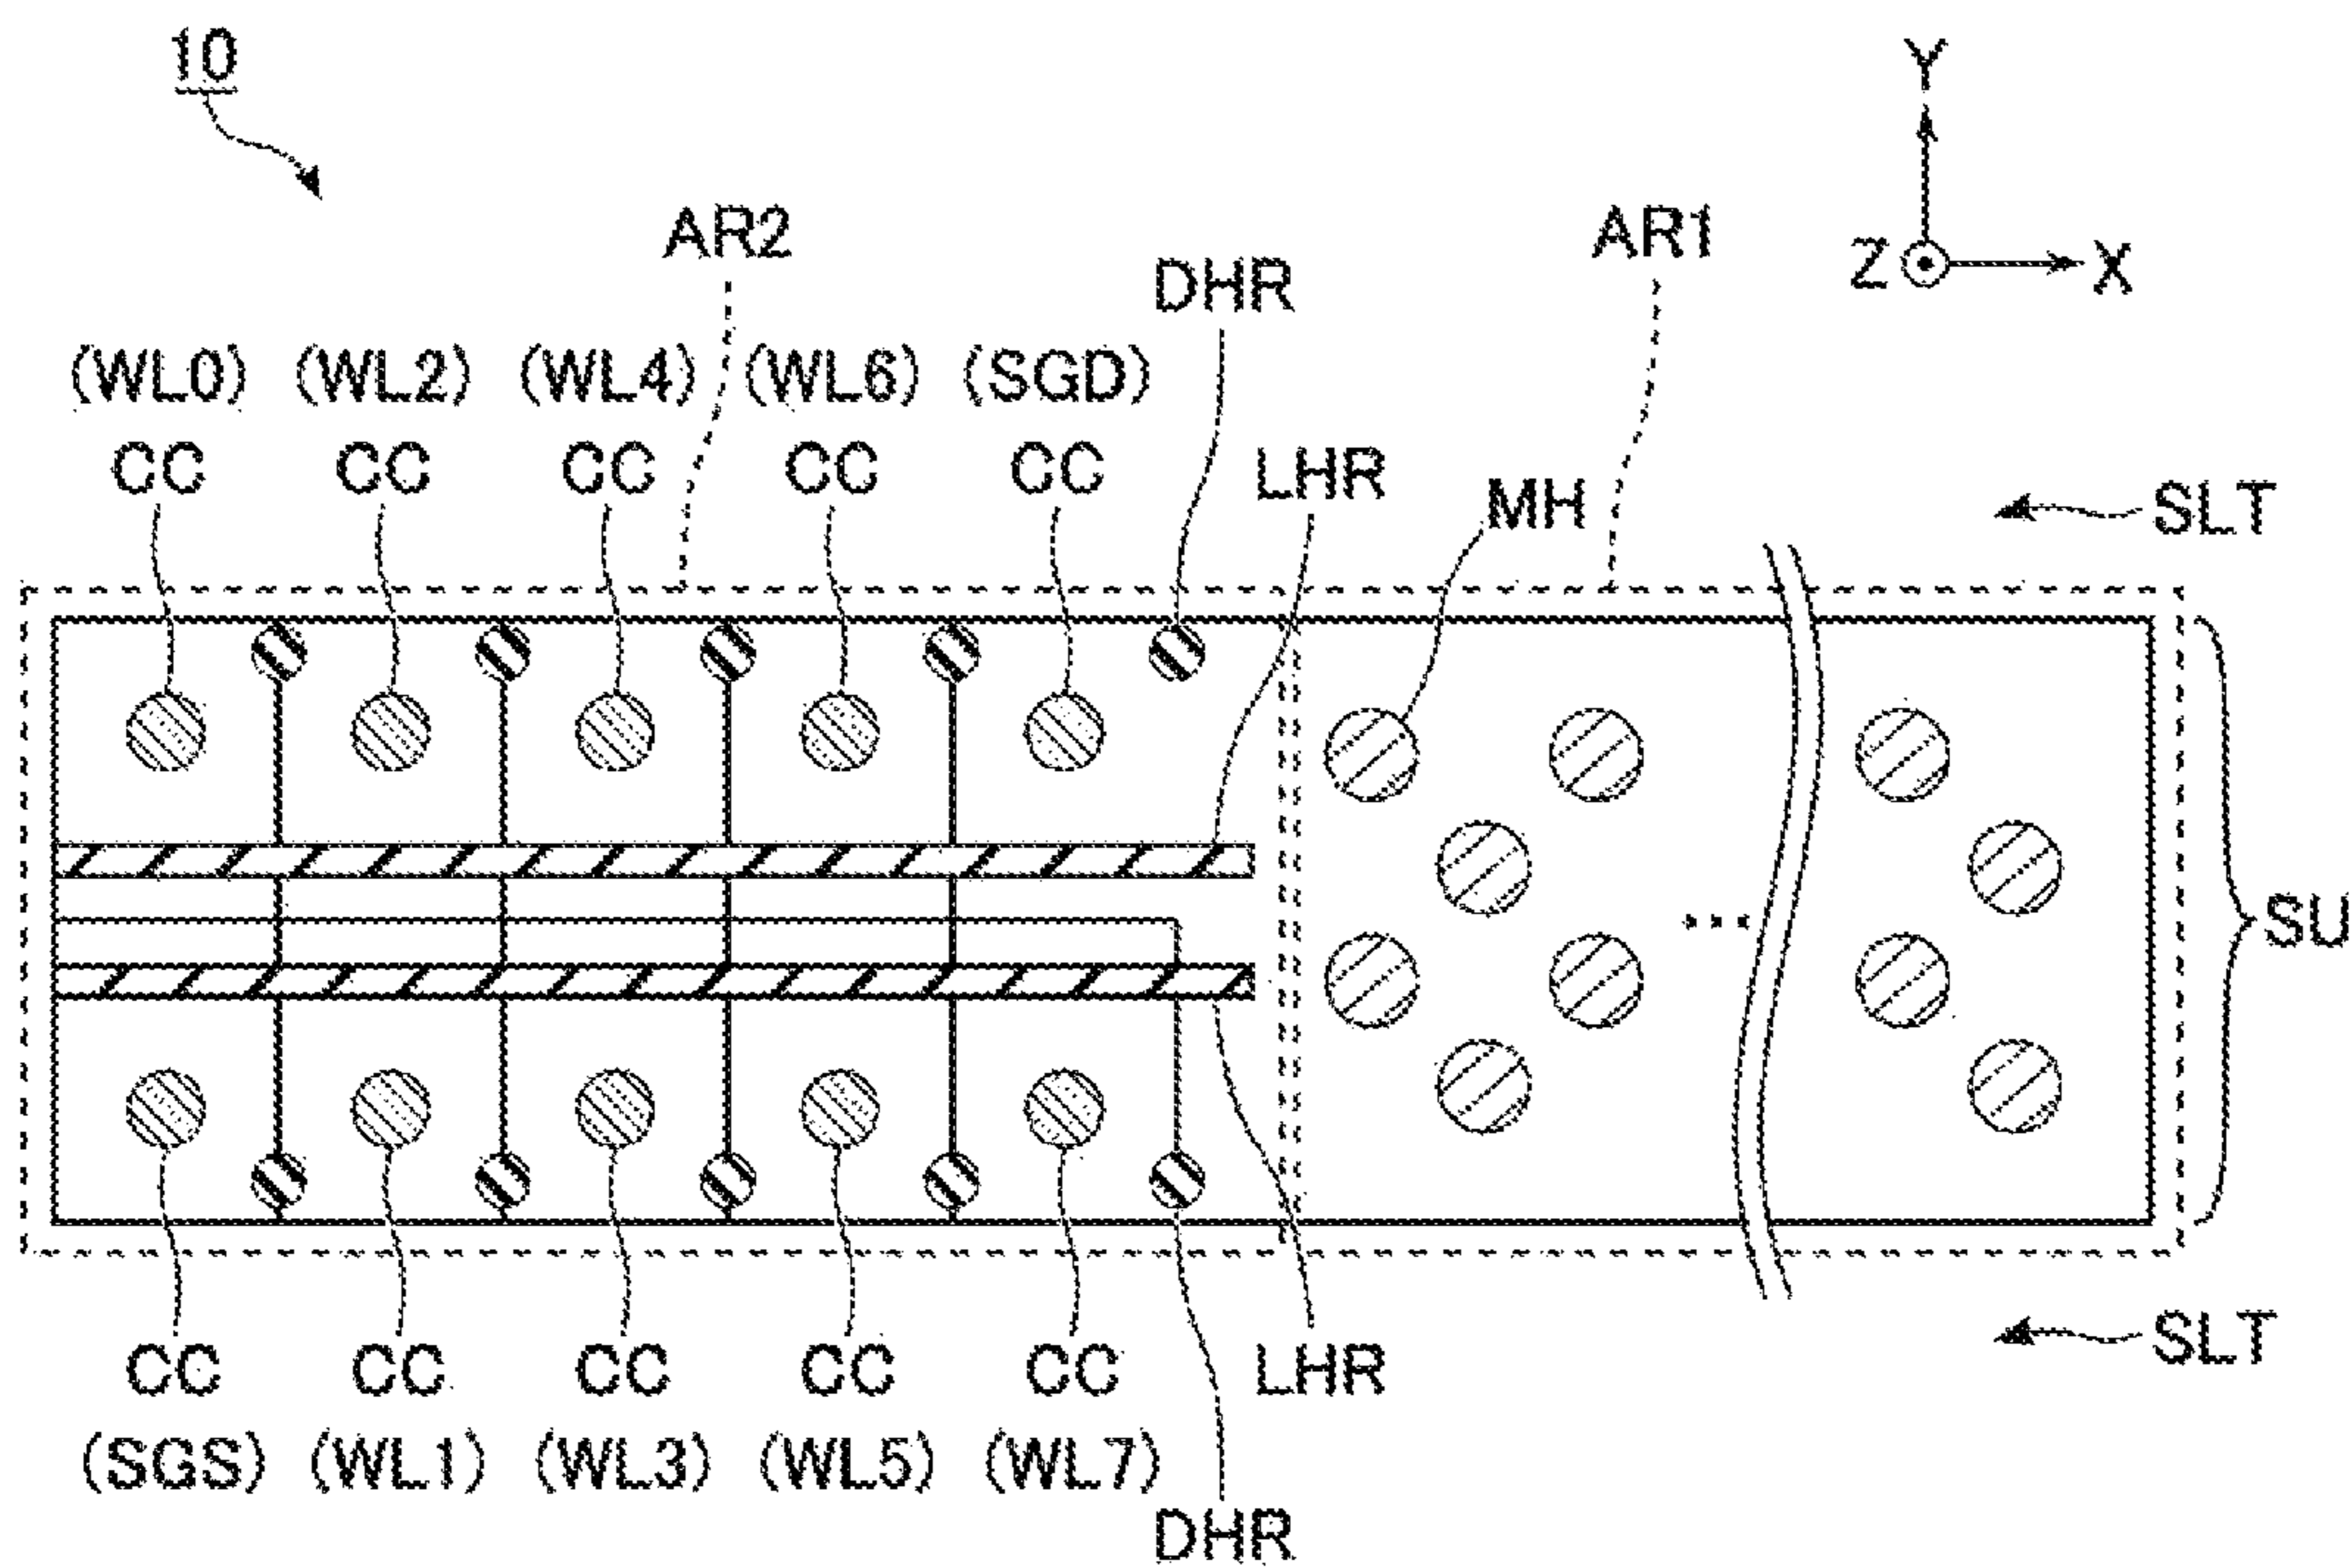 10
Y
Z X
AR2
AR1
DHR
(WL0) (WL2) (WL4) (WL6) (SGD)
CC CC CC CC CC
LHR
MH
SLT
...
SU
SLT
CC CC CC CC CC
LHR
(SGS) (WL1) (WL3) (WL5) (WL7)
DHR